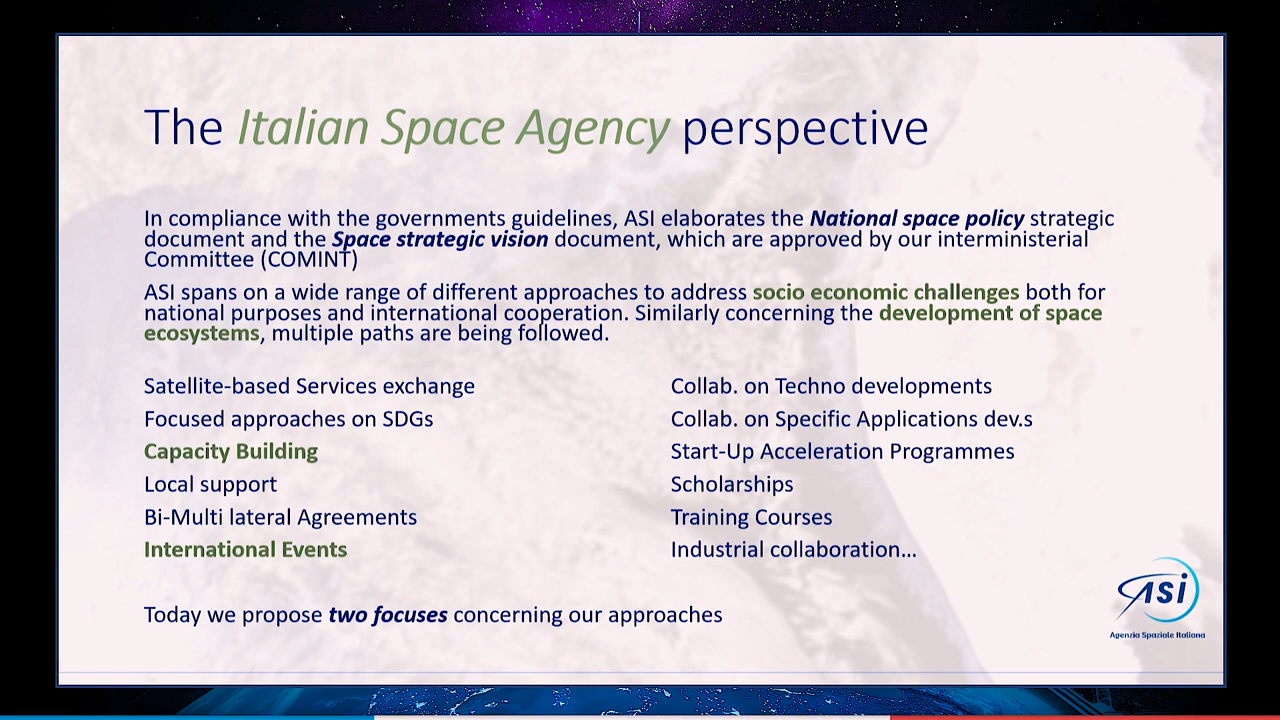 The Italian Space Agency perspective
In compliance with the governments guidelines, ASI elaborates the National space policy strategic
document and the Space strategic vision document, which are approved by our interministerial
Committee (COMINT)
ASI spans on a wide range of different approaches to address socio economic challenges both for
national purposes and international cooperation. Similarly concerning the development of space
ecosystems, multiple paths are being followed.
Satellite-based Services exchange
Focused approaches on SDGs
Capacity Building
Local support
Bi-Multi lateral Agreements
International Events
Collab. on Techno developments
Collab. on Specific Applications dev.s
Start-Up Acceleration Programmes
Scholarships
Training Courses
Industrial collaboration…
Today we propose two focuses concerning our approaches
ASI
Agenzia Spaziale Italiana